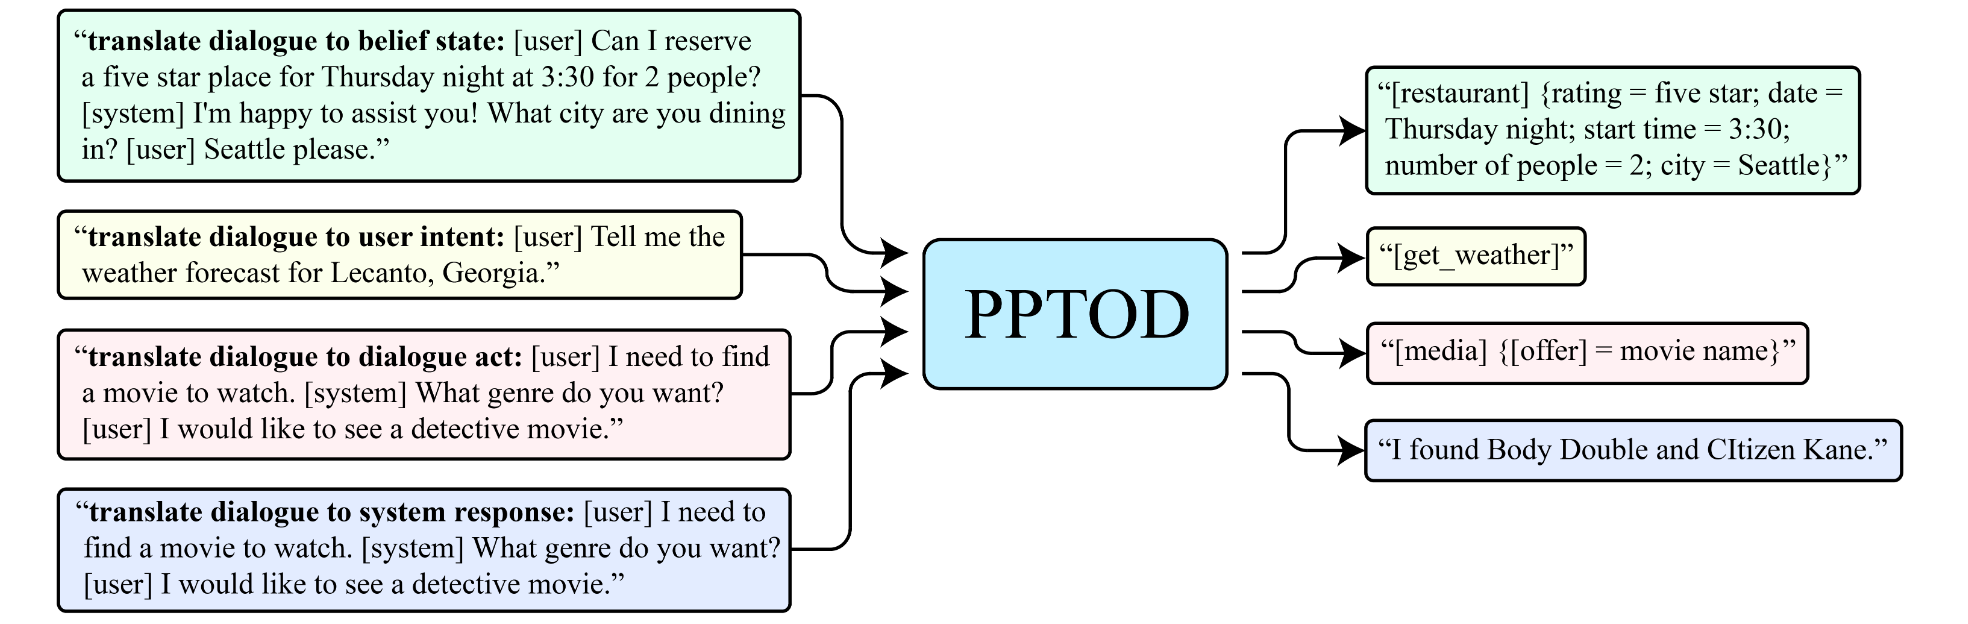 “translate dialogue to belief state: [user] Can I reserve
a five star place for Thursday night at 3:30 for 2 people?
[system] I'm happy to assist you! What city are you dining
in? [user] Seattle please.”
“translate dialogue to user intent: [user] Tell me the
weather forecast for Lecanto, Georgia.”
“translate dialogue to dialogue act: [user] I need to find
a movie to watch. [system] What genre do you want?
[user] I would like to see a detective movie.”
“translate dialogue to system response: [user] I need to
find a movie to watch. [system] What genre do you want?
[user] I would like to see a detective movie.”
PPTOD
“[restaurant] {rating = five star; date =
Thursday night; start time = 3:30;
number of people = 2; city = Seattle}”
“[get_weather]”
“[media] {[offer] = movie name}”
“I found Body Double and CItizen Kane.”